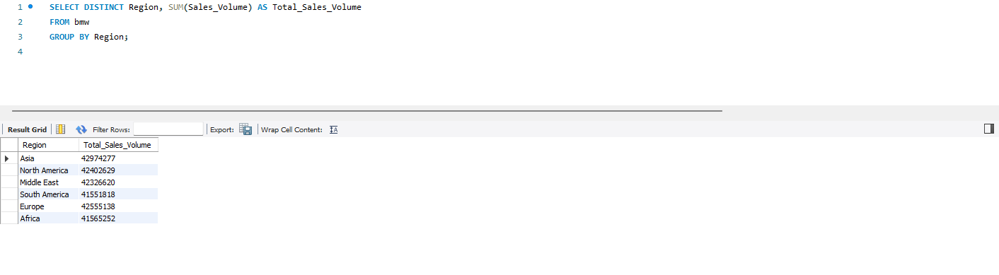 1 SELECT DISTINCT Region, SUM(Sales_Volume) AS Total_Sales_Volume
2 FROM bmw
3 GROUP BY Region;
4
Result Grid Filter Rows: Export: Wrap Cell Content:
Region Total_Sales_Volume
Asia 42974277
North America 42402629
Middle East 42326620
South America 41551818
Europe 42555138
Africa 41565252